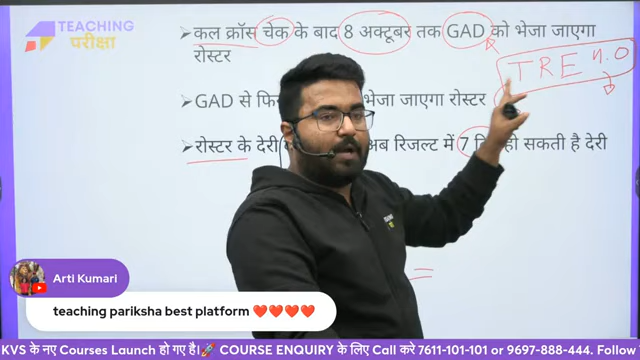 TEACHING
परीक्षा
➤कल क्रॉस चेक के बाद 8 अक्टूबर तक GAD को भेजा जाएगा
रोस्टर
TRE 4.0
➤GAD से भेजा जाएगा रोस्टर
➤रोस्टर के देरी अब रिजल्ट में 7 हो सकती है देरी
Arti Kumari
teaching pariksha best platform ❤️❤️❤️❤️
KVS के नए Courses Launch हो गए है।🚀 COURSE ENQUIRY के लिए Call करे 7611-101-101 or 9697-888-444. Follow